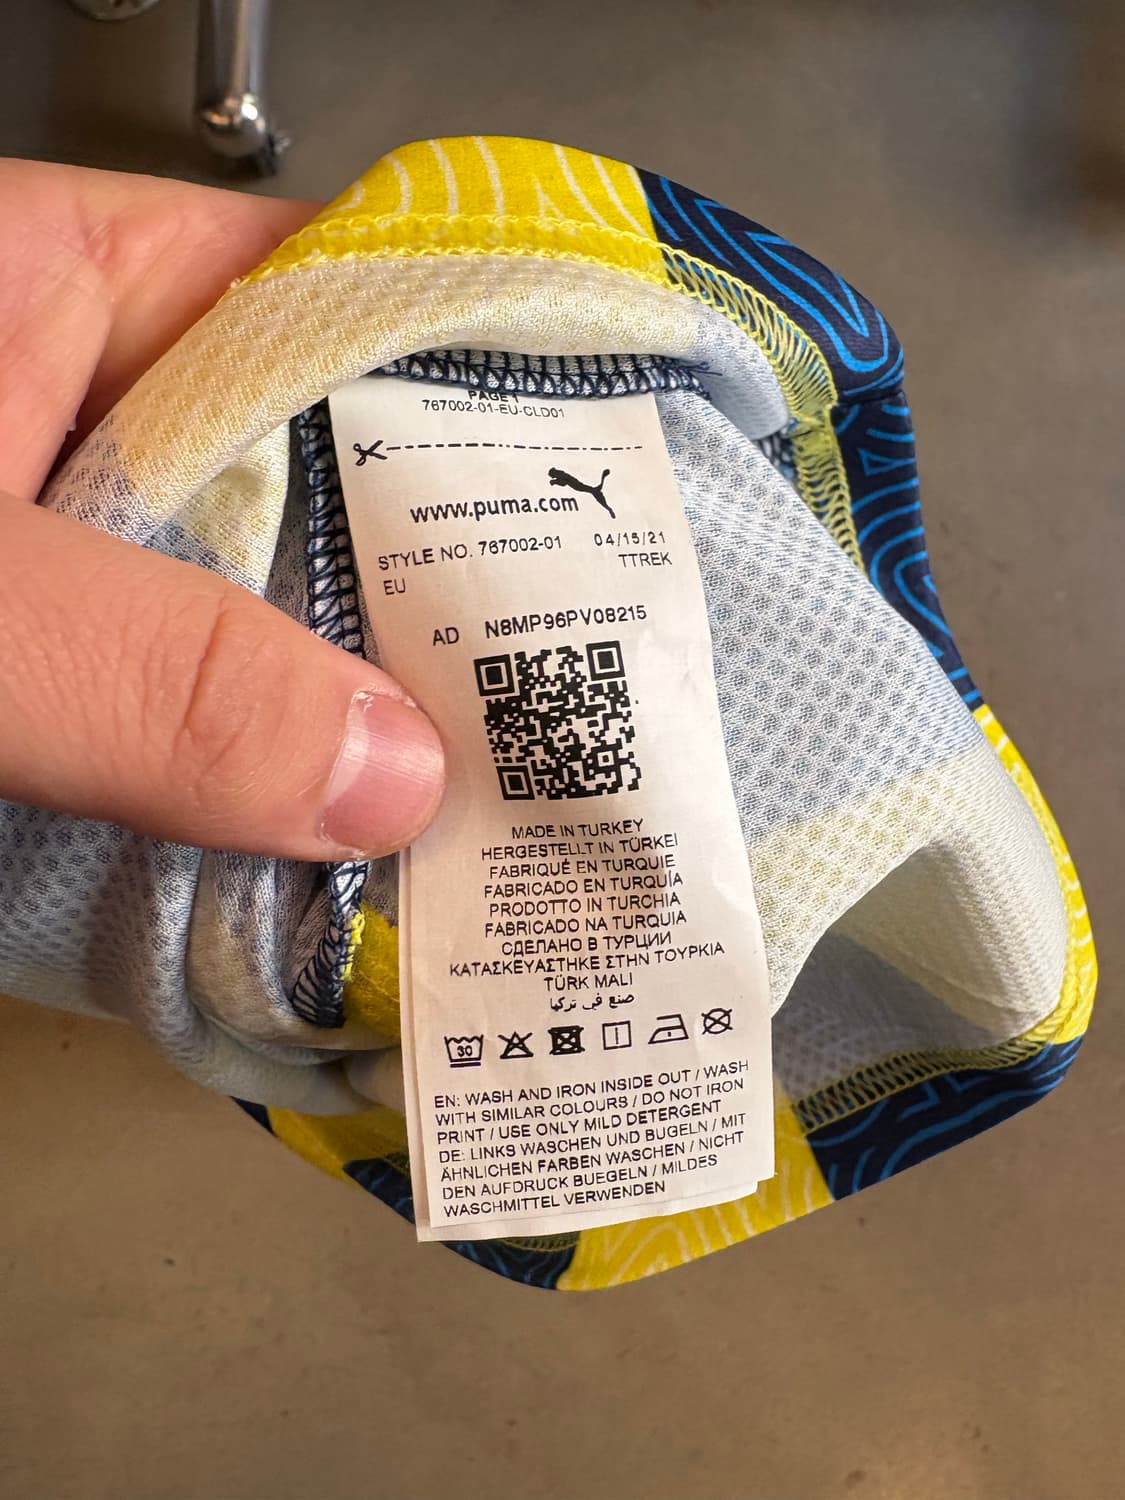 PAGE 1
767002-01-EU-CLD01
www.puma.com
STYLE NO. 767002-01 04/15/21
EU TTREK
AD N8MP96PV08215
MADE IN TURKEY
HERGESTELLT IN TÜRKEI
FABRIQUÉ EN TURQUIE
FABRICADO EN TURQUÍA
PRODOTTO IN TURCHIA
FABRICADO NA TURQUIA
СДЕЛАНО В ТУРЦИИ
ΚΑΤΑΣΚΕΥΑΣΤΗΚΕ ΣΤΗΝ ΤΟΥΡΚΙΑ
TÜRK MALI
صنع في تركيا
30
EN: WASH AND IRON INSIDE OUT / WASH
WITH SIMILAR COLOURS / DO NOT IRON
PRINT / USE ONLY MILD DETERGENT
DE: LINKS WASCHEN UND BUGELN / MIT
ÄHNLICHEN FARBEN WASCHEN / NICHT
DEN AUFDRUCK BUEGELN / MILDES
WASCHMITTEL VERWENDEN